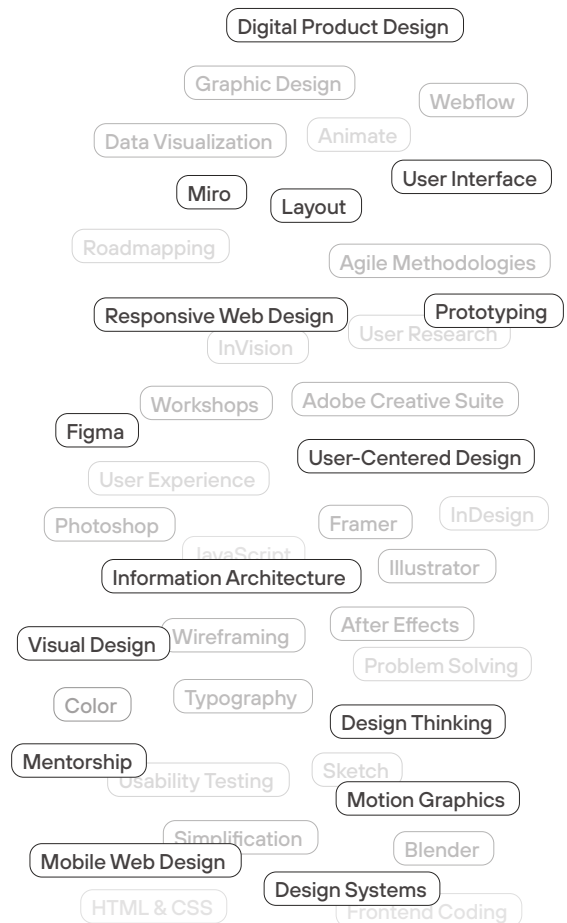 Digital Product Design
Graphic Design
Webflow
Animate
Data Visualization
User Interface
Miro
Layout
Roadmapping
Agile Methodologies
Prototyping
Responsive Web Design
User Research
InVision
Adobe Creative Suite
Workshops
Figma
User-Centered Design
User Experience
InDesign
Framer
Photoshop
JavaScript
Illustrator
Information Architecture
After Effects
Wireframing
Visual Design
Problem Solving
Typography
Color
Design Thinking
Mentorship
Sketch
Usability Testing
Motion Graphics
Simplification
Blender
Mobile Web Design
Design Systems
HTML & CSS
Frontend Coding